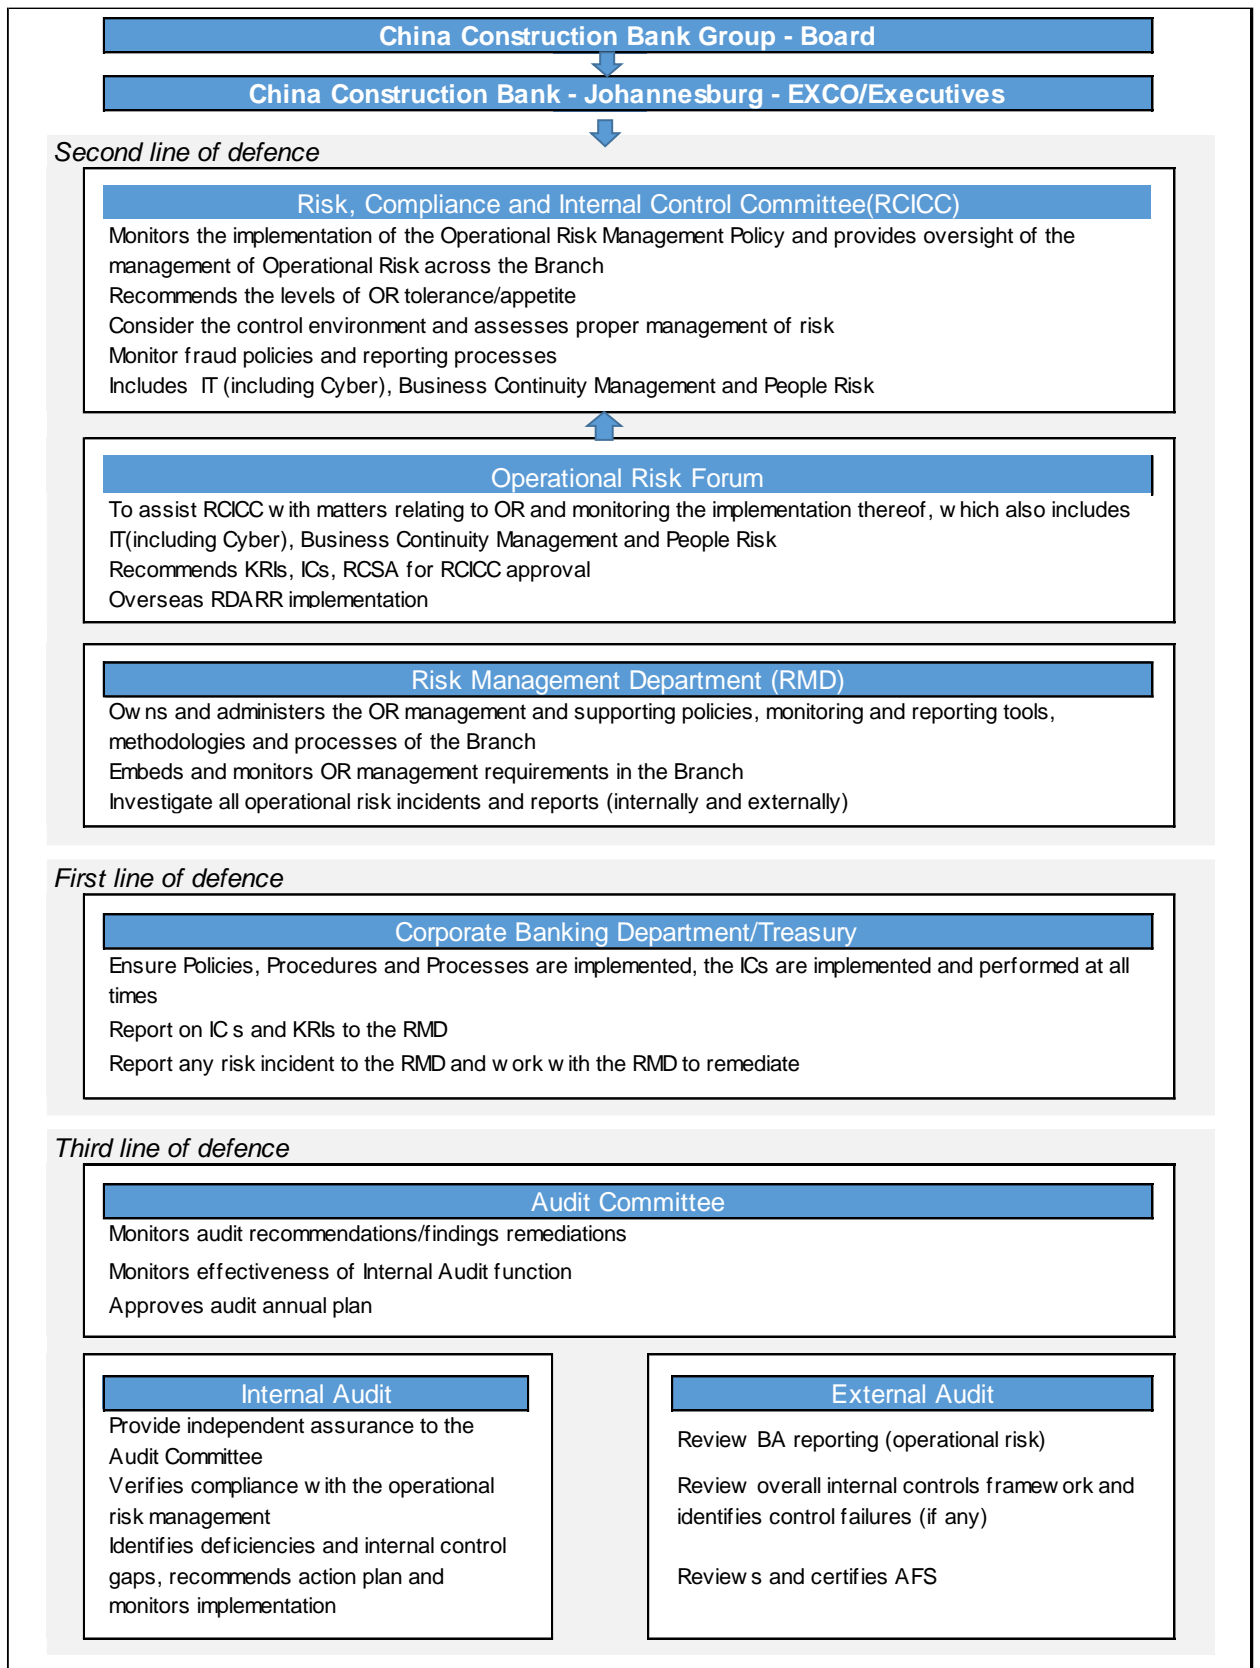 China Construction Bank Group - Board
China Construction Bank - Johannesburg - EXCO/Executives
Second line of defence
Risk, Compliance and Internal Control Committee(RCICC)
Monitors the implementation of the Operational Risk Management Policy and provides oversight of the
management of Operational Risk across the Branch
Recommends the levels of OR tolerance/appetite
Consider the control environment and assesses proper management of risk
Monitor fraud policies and reporting processes
Includes IT (including Cyber), Business Continuity Management and People Risk
Operational Risk Forum
To assist RCICC with matters relating to OR and monitoring the implementation thereof, which also includes
IT(including Cyber), Business Continuity Management and People Risk
Recommends KRIs, ICs, RCSA for RCICC approval
Overseas RDARR implementation
Risk Management Department (RMD)
Owns and administers the OR management and supporting policies, monitoring and reporting tools,
methodologies and processes of the Branch
Embeds and monitors OR management requirements in the Branch
Investigate all operational risk incidents and reports (internally and externally)
First line of defence
Corporate Banking Department/Treasury
Ensure Policies, Procedures and Processes are implemented, the ICs are implemented and performed at all
times
Report on ICs and KRIs to the RMD
Report any risk incident to the RMD and work with the RMD to remediate
Third line of defence
Audit Committee
Monitors audit recommendations/findings remediations
Monitors effectiveness of Internal Audit function
Approves audit annual plan
Internal Audit
Provide independent assurance to the
Audit Committee
Verifies compliance with the operational
risk management
Identifies deficiencies and internal control
gaps, recommends action plan and
monitors implementation
External Audit
Review BA reporting (operational risk)
Review overall internal controls framework and
identifies control failures (if any)
Reviews and certifies AFS